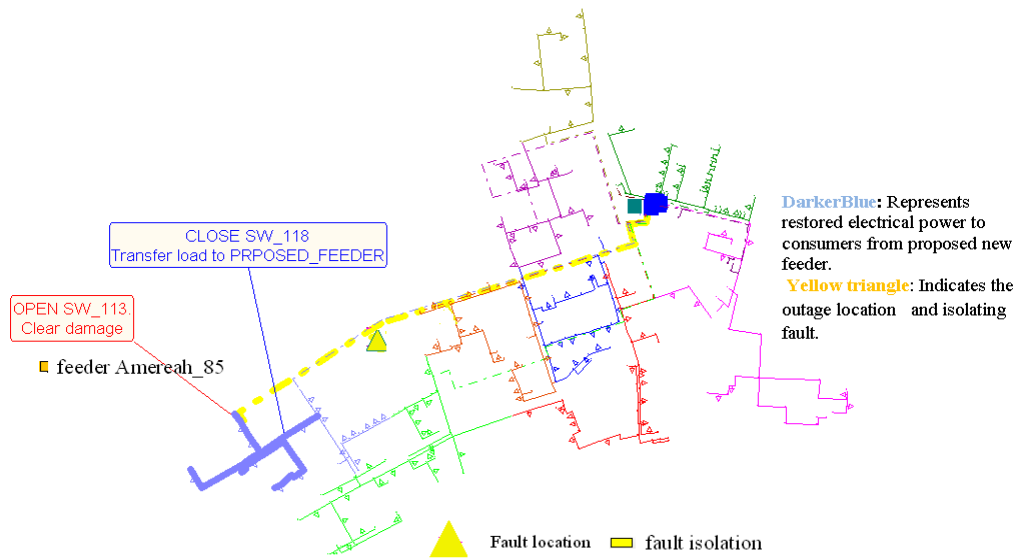 CLOSE SW_118
Transfer load to PRPOSED_FEEDER
OPEN SW_113.
Clear damage
feeder Amereah_85
DarkerBlue: Represents
restored electrical power to
consumers from proposed new
feeder.
Yellow triangle: Indicates the
outage location and isolating
fault.
Fault location
fault isolation